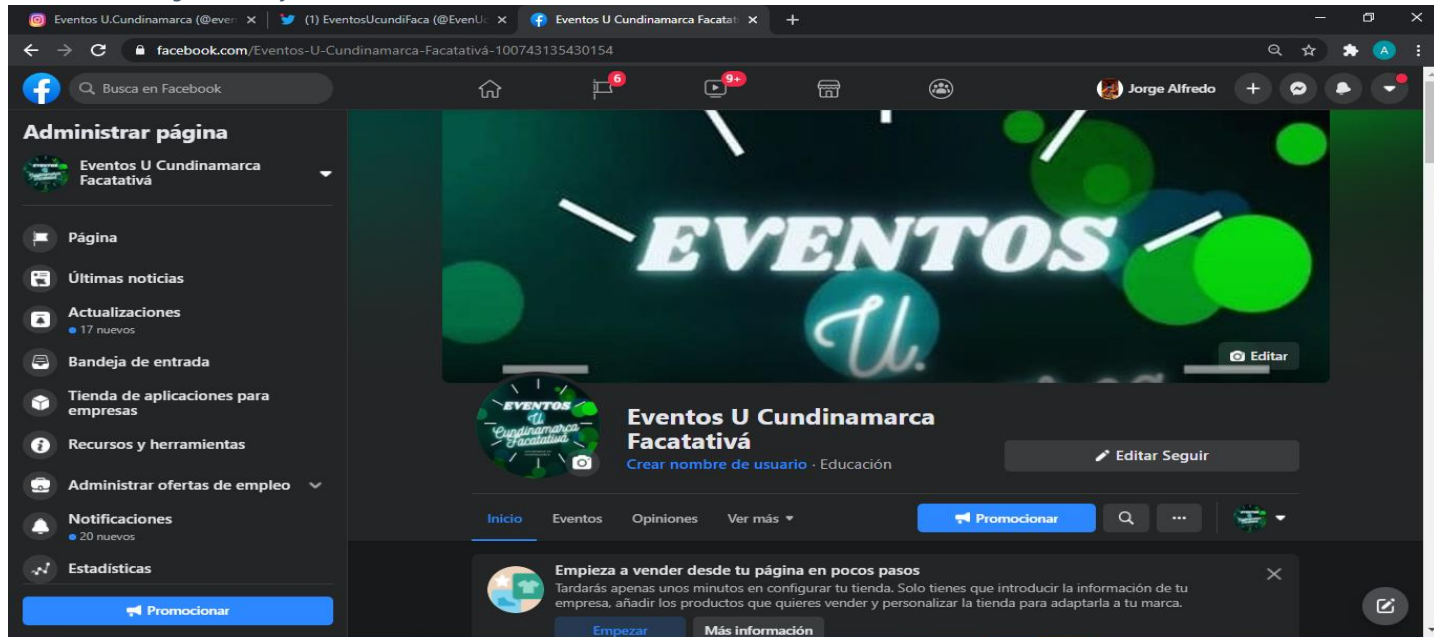 Eventos U.Cundinamarca (@even
(1) EventosUcundiFaca (@EvenUc
Eventos U Cundinamarca Facatati
facebook.com/Eventos-U-Cundinamarca-Facatativá-100743135430154
A
Busca en Facebook
6
9+
Jorge Alfredo
Administrar página
Eventos U Cundinamarca
Facatativá
Página
Últimas noticias
Actualizaciones
17 nuevos
Bandeja de entrada
Tienda de aplicaciones para
empresas
Recursos y herramientas
Administrar ofertas de empleo
Notificaciones
20 nuevos
Estadísticas
Promocionar
EVENTOS
U.
Editar
EVENTOS
U.
Cundinamarca
Facatativá
Eventos U Cundinamarca
Facatativá
Crear nombre de usuario · Educación
Editar Seguir
Inicio Eventos Opiniones Ver más
Promocionar
Empieza a vender desde tu página en pocos pasos
Tardarás apenas unos minutos en configurar tu tienda. Solo tienes que introducir la información de tu
empresa, añadir los productos que quieres vender y personalizar la tienda para adaptarla a tu marca.
Empezar Más información